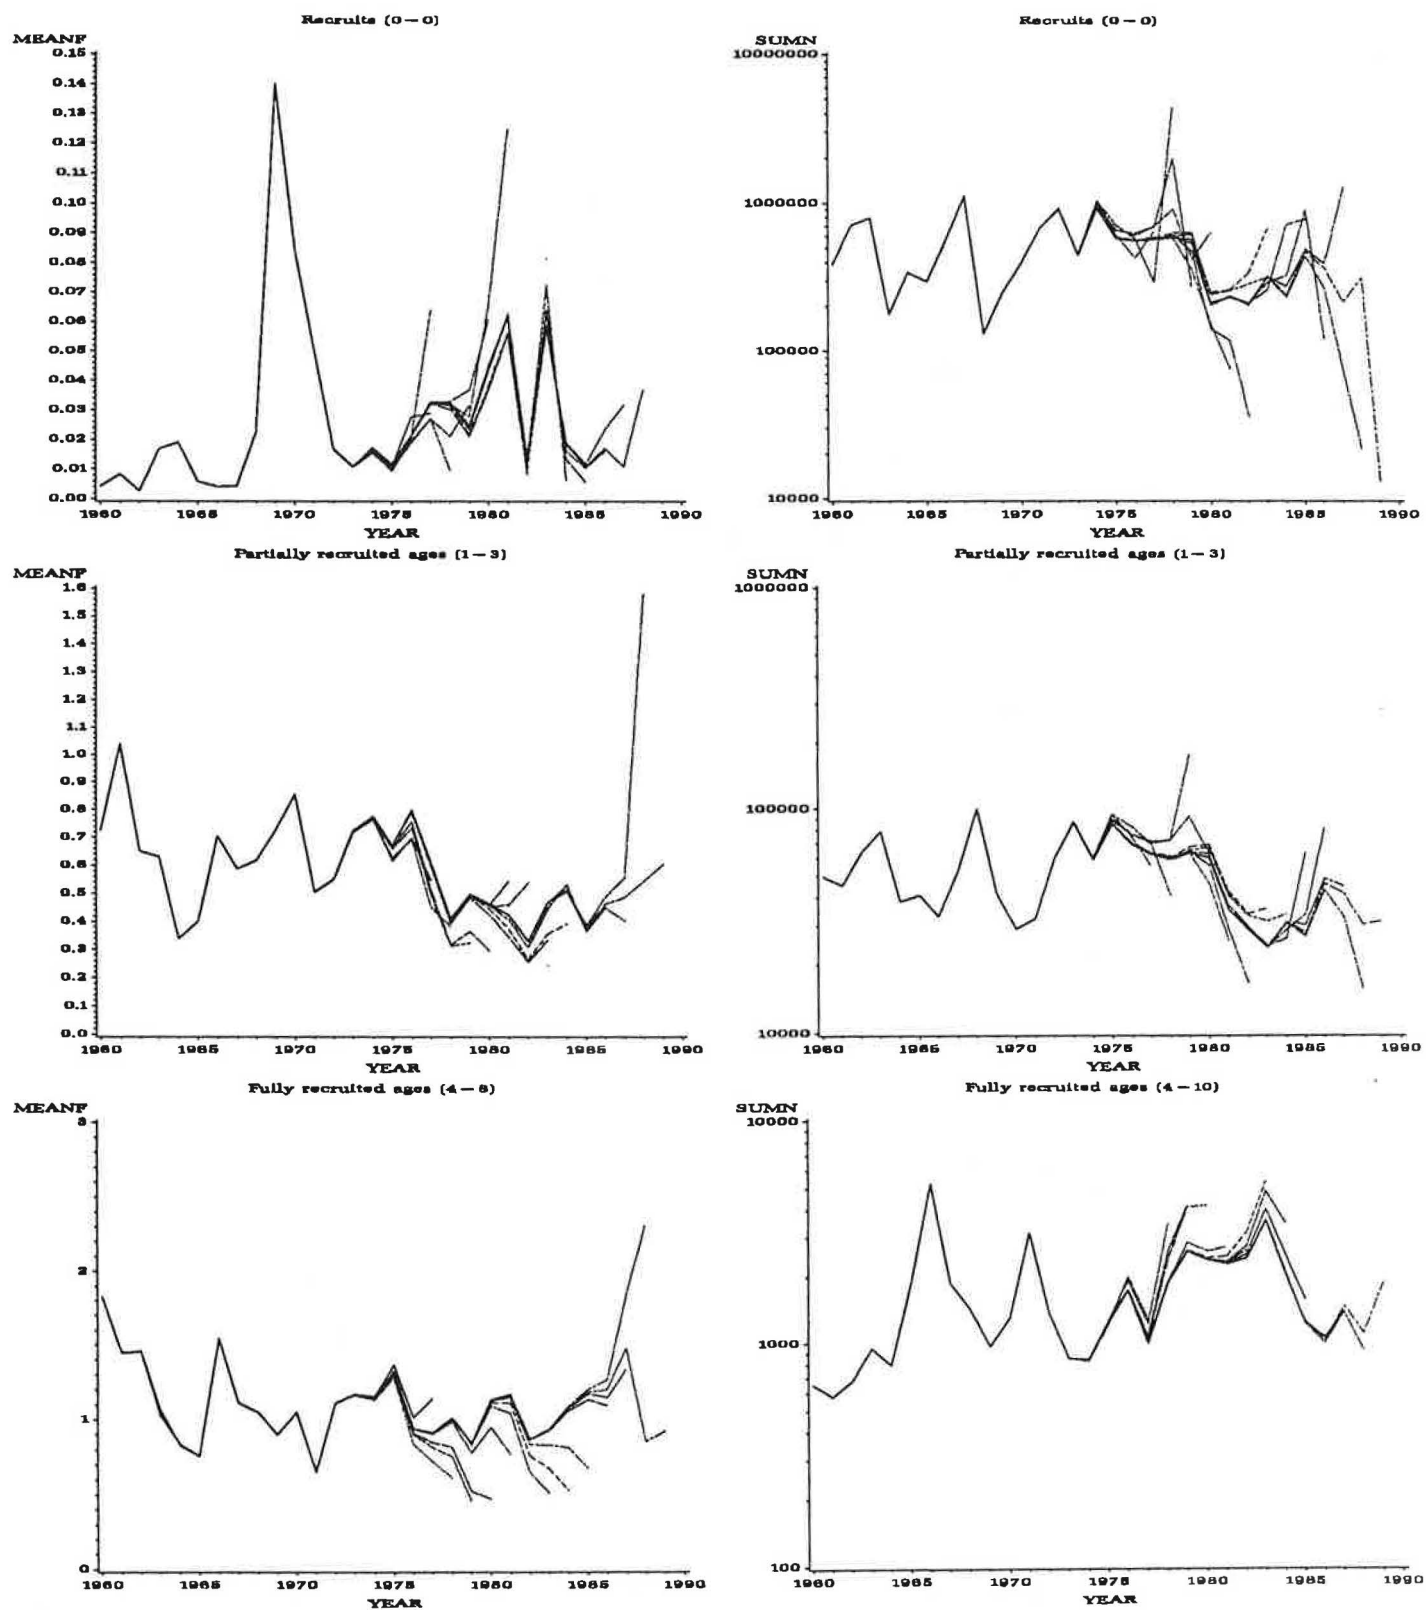 Recruits (0−0)
MEANF
0.15
0.14
0.13
0.12
0.11
0.10
0.09
0.08
0.07
0.06
0.05
0.04
0.03
0.02
0.01
0.00
1960 1965 1970 1975 1980 1985 1990
YEAR
Recruits (0−0)
SUMN
10000000
1000000
100000
10000
1960 1965 1970 1975 1980 1985 1990
YEAR
Partially recruited ages (1−3)
MEANF
1.6
1.5
1.4
1.3
1.2
1.1
1.0
0.9
0.8
0.7
0.6
0.5
0.4
0.3
0.2
0.1
0.0
1960 1965 1970 1975 1980 1985 1990
YEAR
Partially recruited ages (1−3)
SUMN
1000000
100000
10000
1960 1965 1970 1975 1980 1985 1990
YEAR
Fully recruited ages (4−8)
MEANF
3
2
1
0
1960 1965 1970 1975 1980 1985 1990
YEAR
Fully recruited ages (4−10)
SUMN
10000
1000
100
1960 1965 1970 1975 1980 1985 1990
YEAR